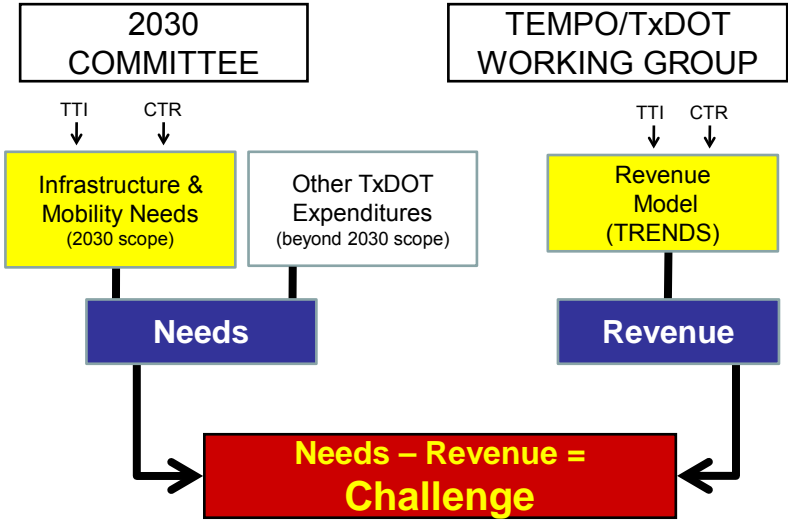 2030
COMMITTEE
TEMPO/TxDOT
WORKING GROUP
TTI CTR
TTI CTR
Infrastructure &
Mobility Needs
(2030 scope)
Other TxDOT
Expenditures
(beyond 2030 scope)
Revenue
Model
(TRENDS)
Needs
Revenue
Needs – Revenue =
Challenge